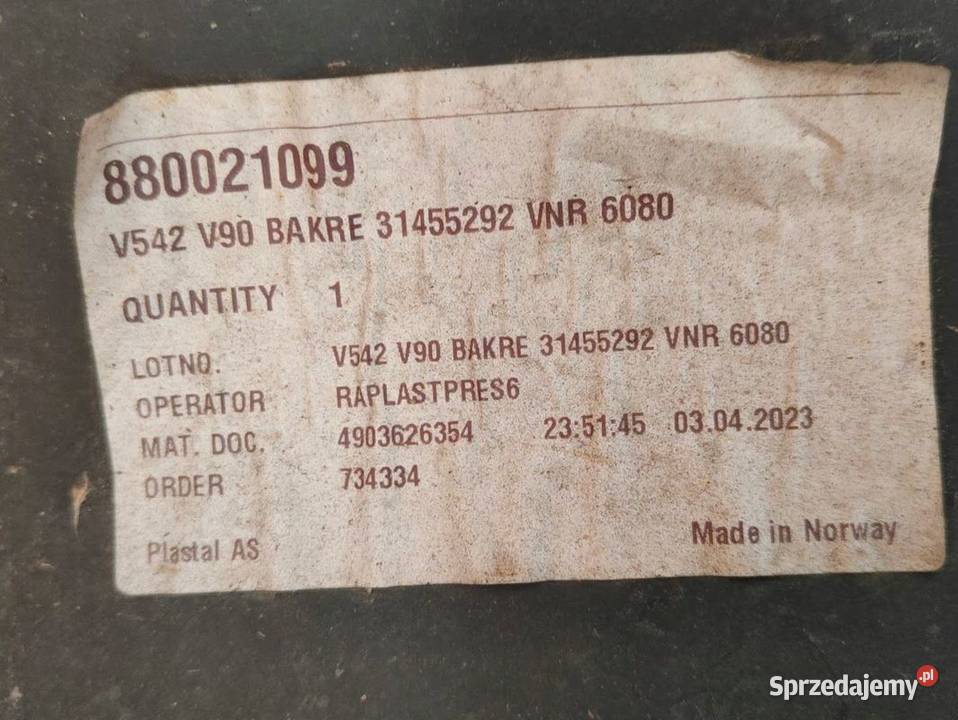 880021099
V542 V90 BAKRE 31455292 VNR 6080
QUANTITY 1
LOTNO. V542 V90 BAKRE 31455292 VNR 6080
OPERATOR RAPLASTPRES6
MAT. DOC. 4903626354 23:51:45 03.04.2023
ORDER 734334
Plastal AS Made in Norway
Sprzedajemy.pl